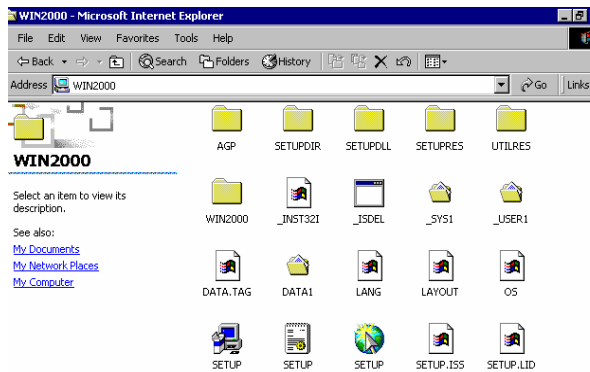 WIN2000 - Microsoft Internet Explorer
File Edit View Favorites Tools Help
Back Search Folders History
Address WIN2000 Go Links
WIN2000
Select an item to view its
description.
See also:
My Documents
My Network Places
My Computer
AGP SETUPDIR SETUPDLL SETUPRES UTILRES
WIN2000 _INST32I _ISDEL _SYS1 _USER1
DATA.TAG DATA1 LANG LAYOUT OS
SETUP SETUP SETUP SETUP.ISS SETUP.LID